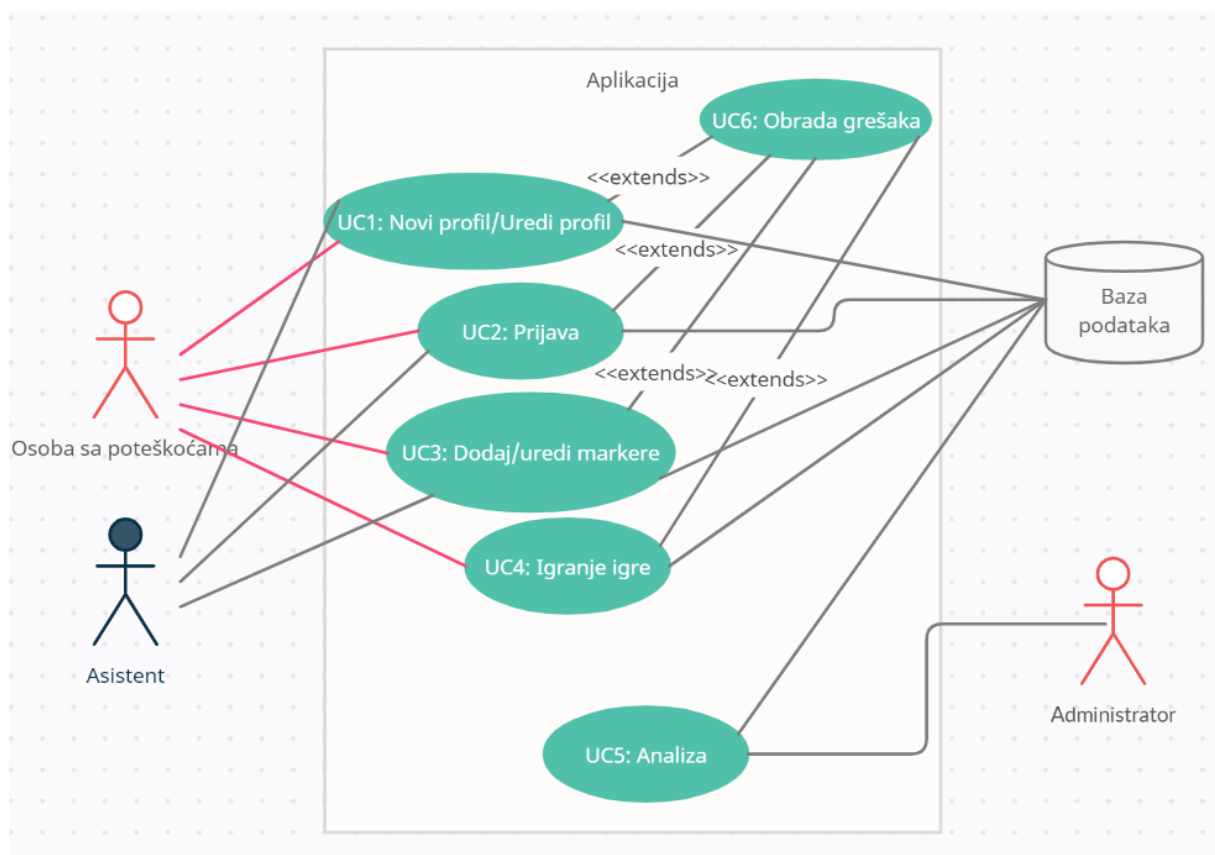 Aplikacija
UC6: Obrada grešaka
<<extends>>
UC1: Novi profil/Uredi profil
<<extends>>
Baza
podataka
UC2: Prijava
<<extends>>
<<extends>>
Osoba sa poteškoćama
UC3: Dodaj/uredi markere
UC4: Igranje igre
Asistent
Administrator
UC5: Analiza